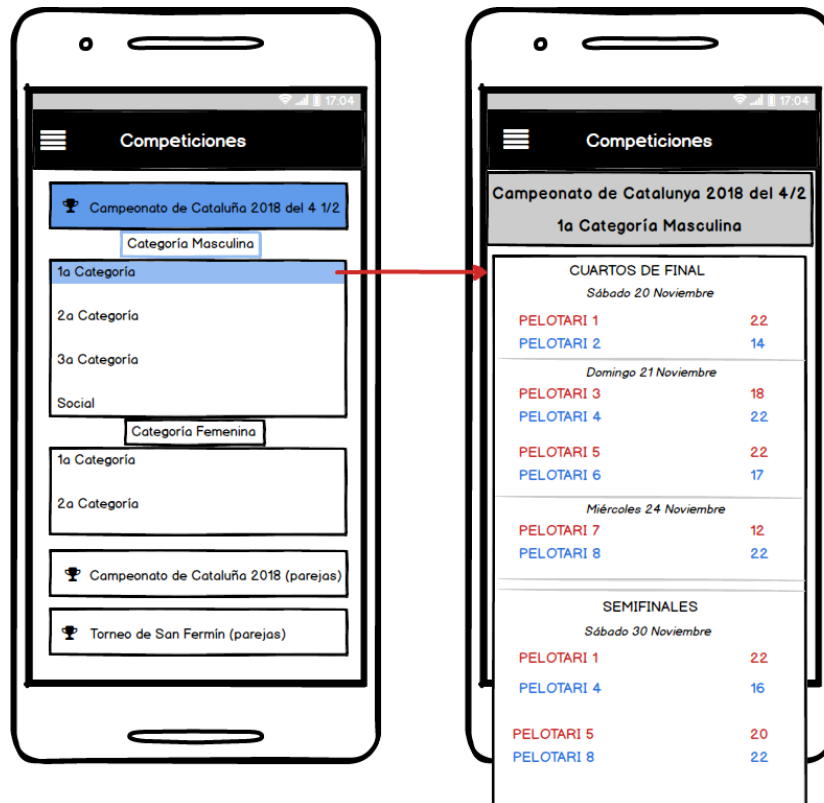 17:04
Competiciones
Campeonato de Cataluña 2018 del 4 1/2
Categoría Masculina
1a Categoría
2a Categoría
3a Categoría
Social
Categoría Femenina
1a Categoría
2a Categoría
Campeonato de Cataluña 2018 (parejas)
Torneo de San Fermín (parejas)
17:04
Competiciones
Campeonato de Catalunya 2018 del 4/2
1a Categoría Masculina
CUARTOS DE FINAL
Sábado 20 Noviembre
PELOTARI 1 22
PELOTARI 2 14
Domingo 21 Noviembre
PELOTARI 3 18
PELOTARI 4 22
PELOTARI 5 22
PELOTARI 6 17
Miércoles 24 Noviembre
PELOTARI 7 12
PELOTARI 8 22
SEMIFINALES
Sábado 30 Noviembre
PELOTARI 1 22
PELOTARI 4 16
PELOTARI 5 20
PELOTARI 8 22